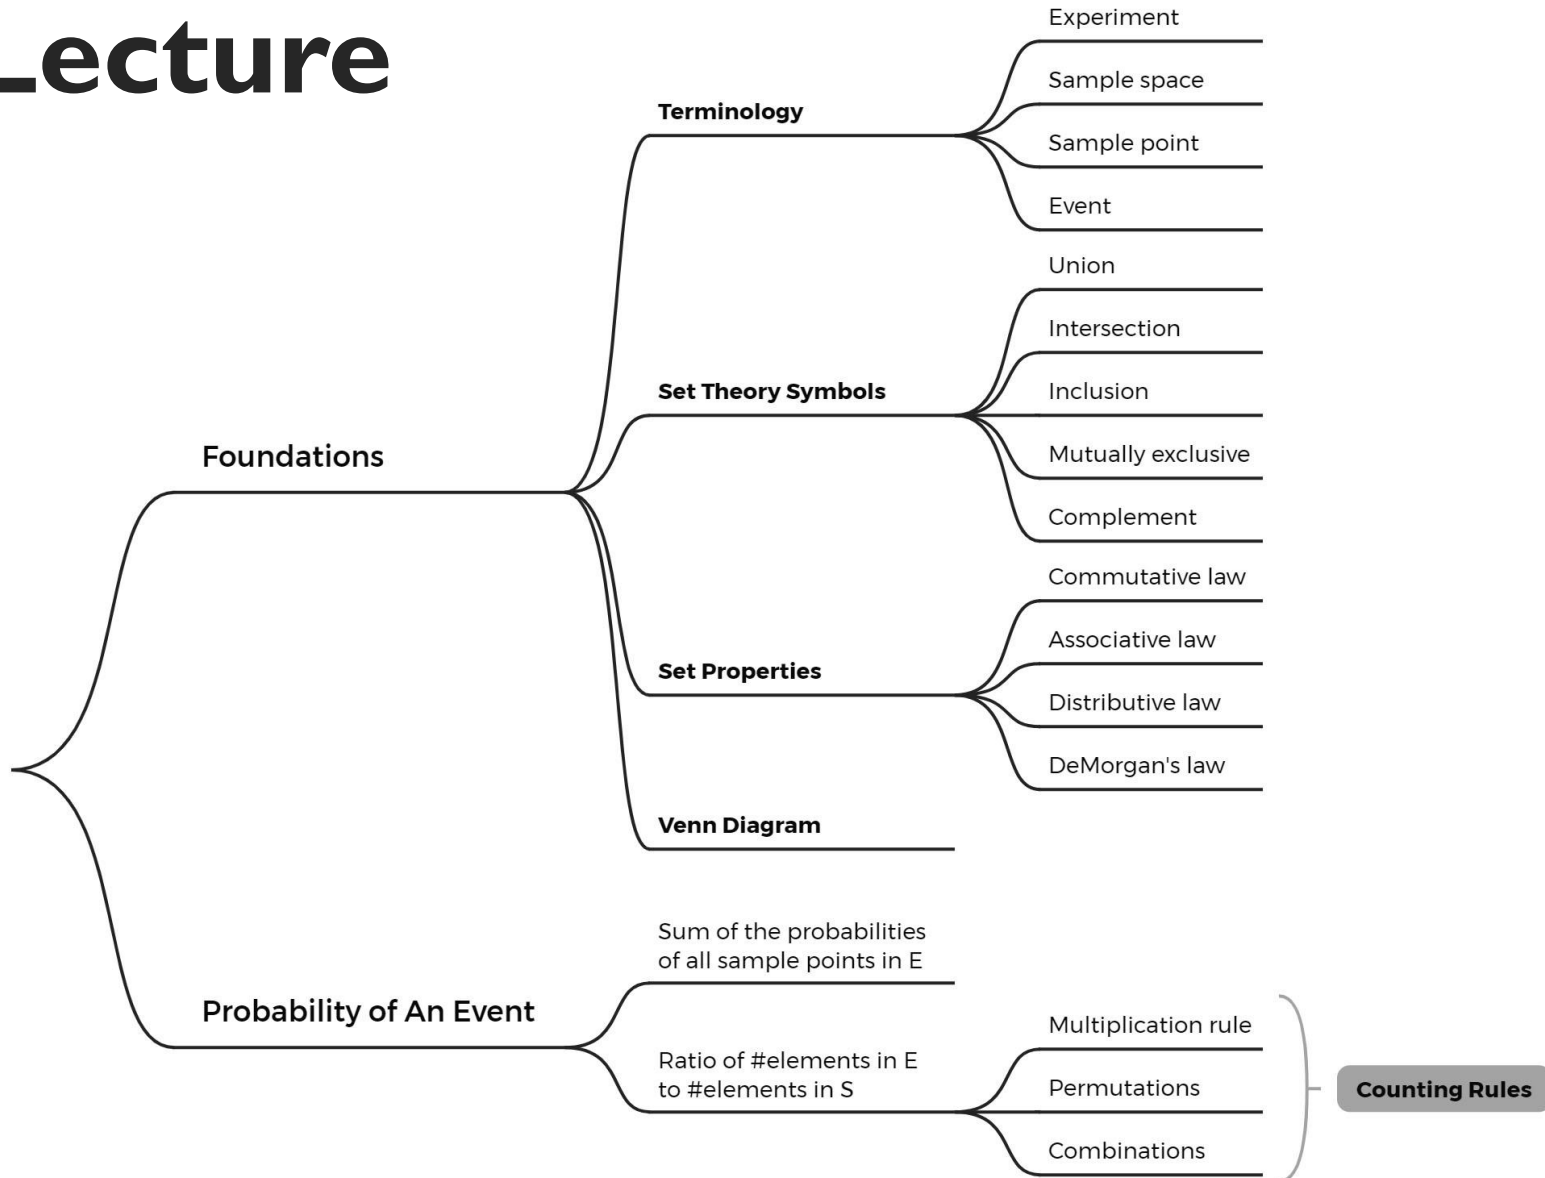 Lecture
Experiment
Sample space
Terminology
Sample point
Event
Union
Intersection
Set Theory Symbols
Inclusion
Mutually exclusive
Complement
Foundations
Commutative law
Associative law
Set Properties
Distributive law
DeMorgan's law
Venn Diagram
Sum of the probabilities
of all sample points in E
Probability of An Event
Ratio of #elements in E
to #elements in S
Multiplication rule
Permutations
Combinations
Counting Rules